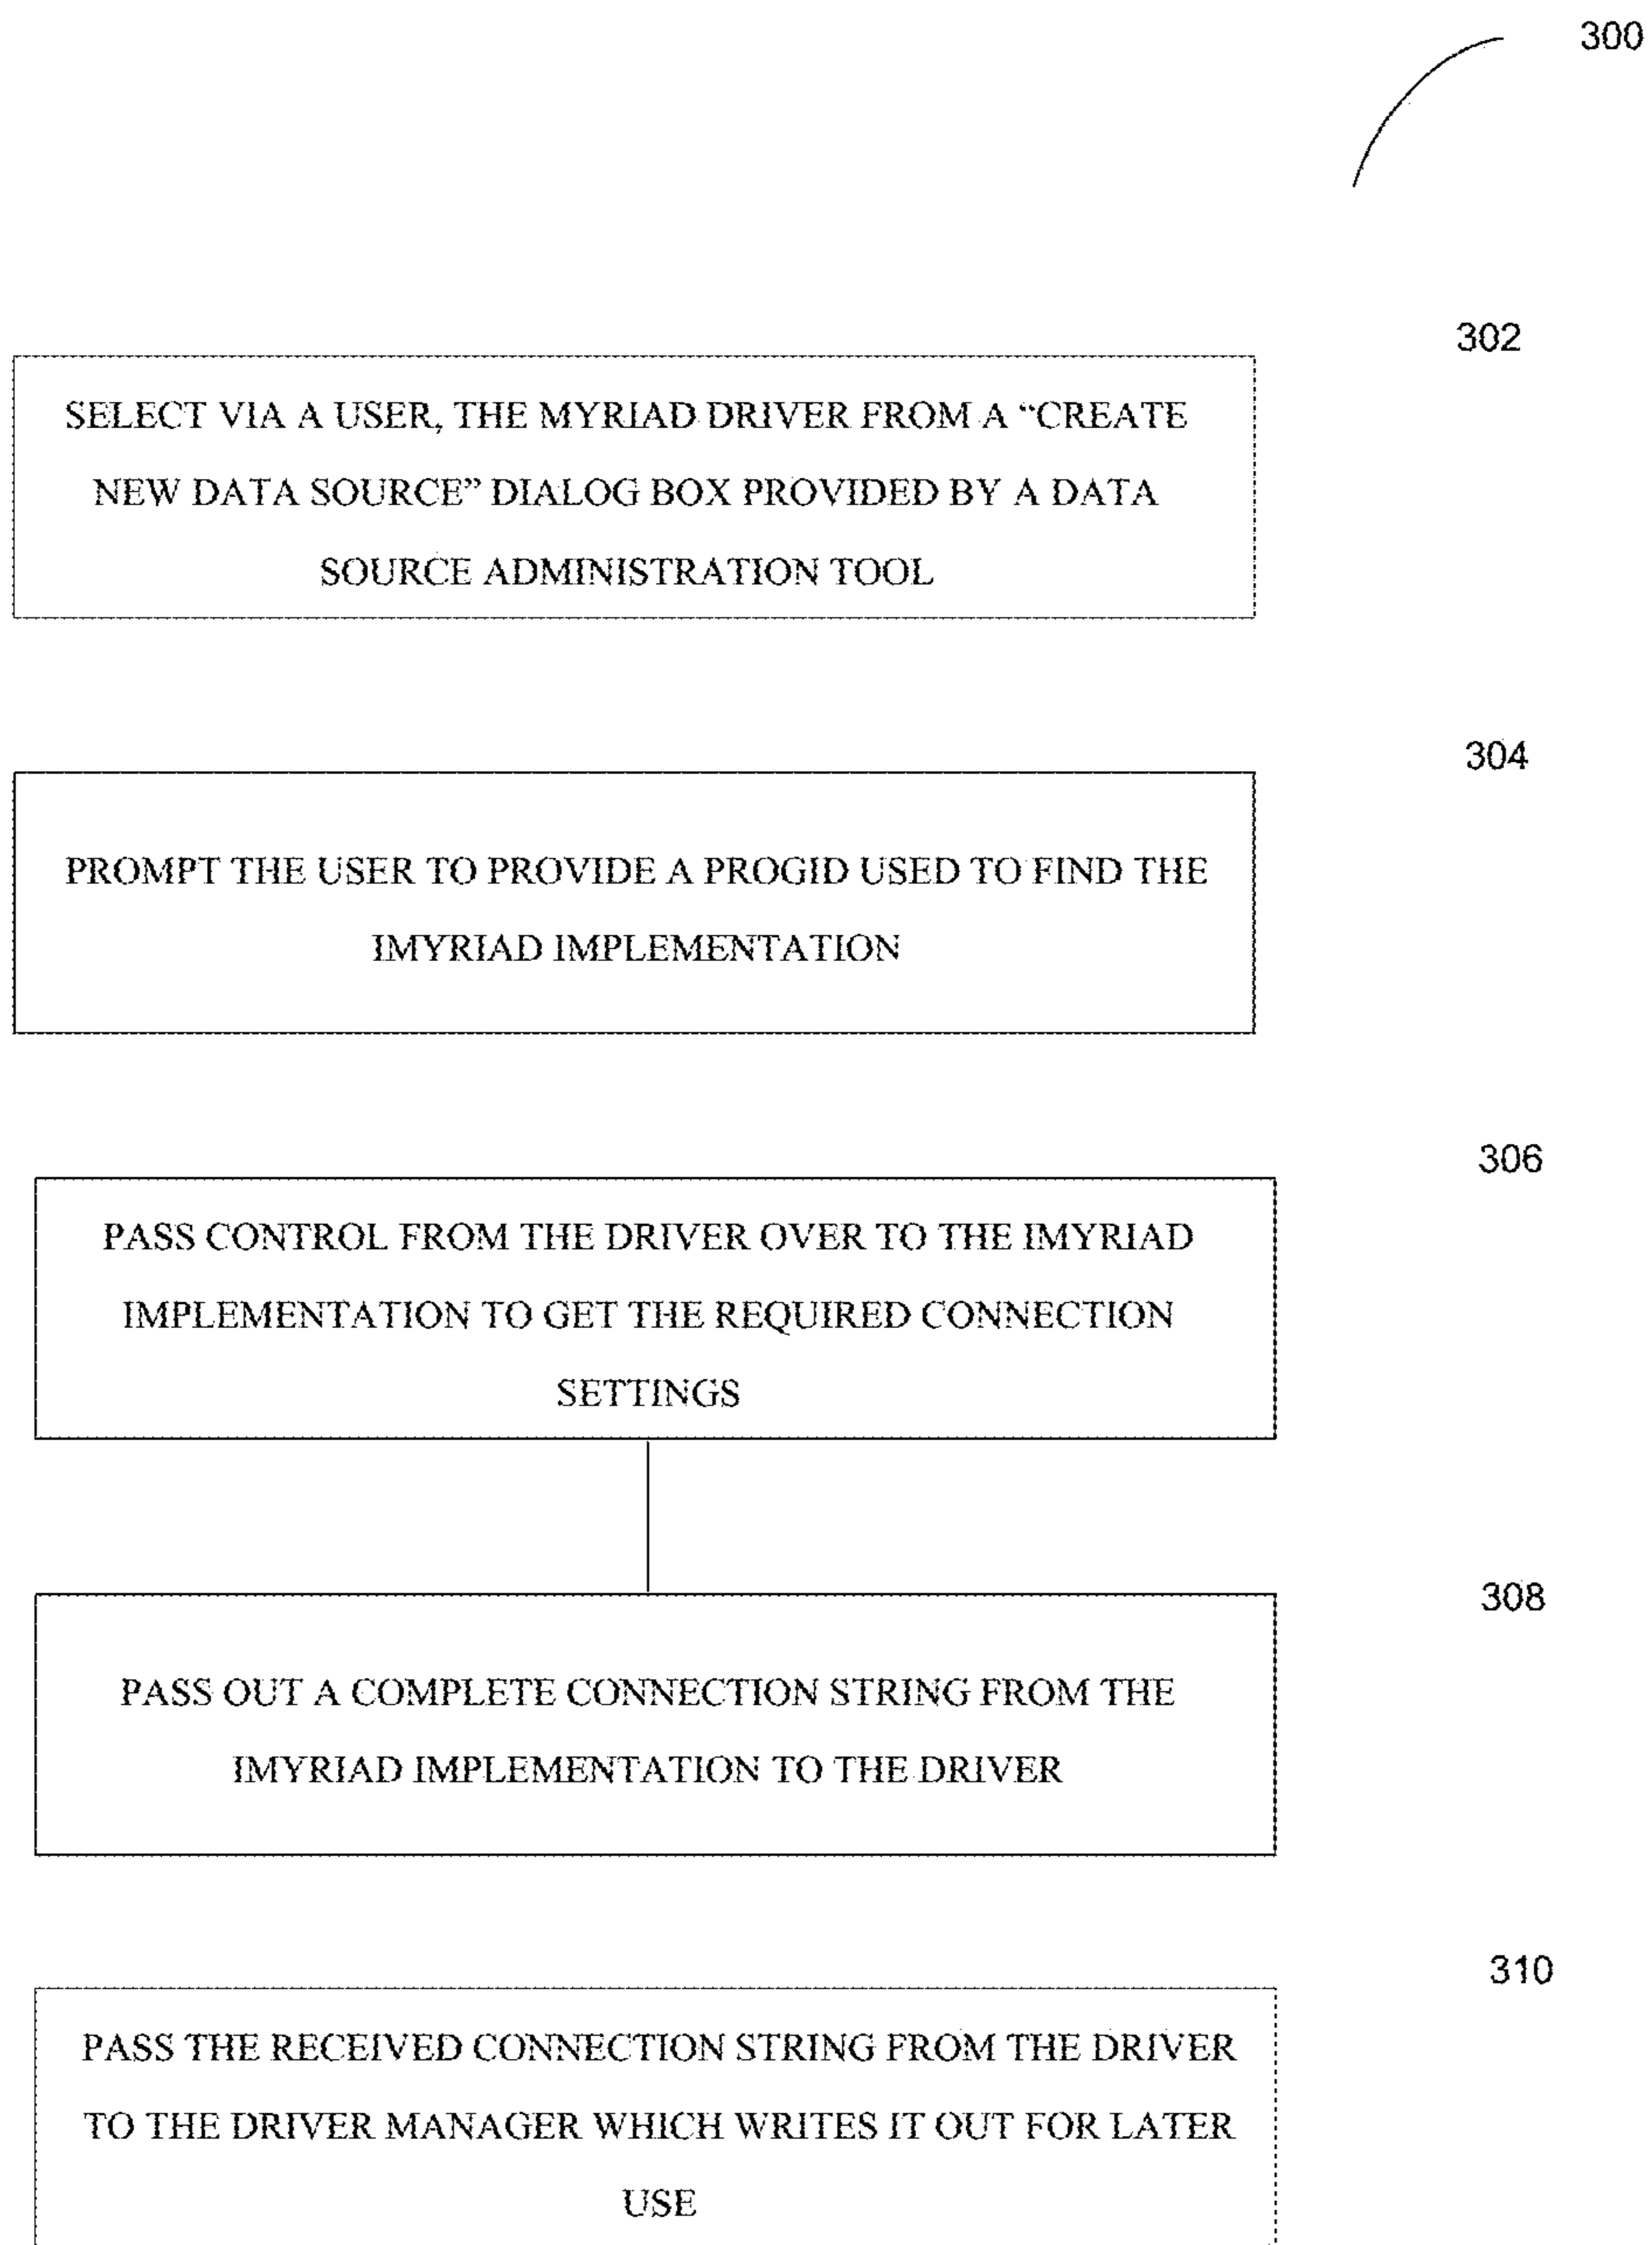 300
302
SELECT VIA A USER, THE MYRIAD DRIVER FROM A “CREATE
NEW DATA SOURCE” DIALOG BOX PROVIDED BY A DATA
SOURCE ADMINISTRATION TOOL
304
PROMPT THE USER TO PROVIDE A PROGID USED TO FIND THE
IMYRIAD IMPLEMENTATION
306
PASS CONTROL FROM THE DRIVER OVER TO THE IMYRIAD
IMPLEMENTATION TO GET THE REQUIRED CONNECTION
SETTINGS
308
PASS OUT A COMPLETE CONNECTION STRING FROM THE
IMYRIAD IMPLEMENTATION TO THE DRIVER
310
PASS THE RECEIVED CONNECTION STRING FROM THE DRIVER
TO THE DRIVER MANAGER WHICH WRITES IT OUT FOR LATER
USE